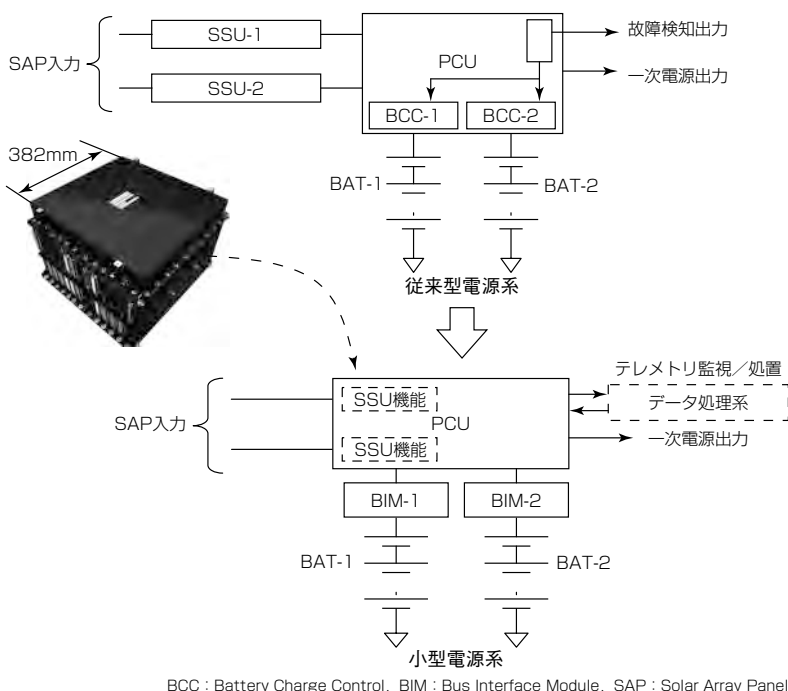 SSU-1
SSU-2
SAP入力
PCU
故障検知出力
一次電源出力
BCC-1
BCC-2
BAT-1
BAT-2
382mm
従来型電源系
SAP入力
SSU機能
PCU
SSU機能
テレメトリ監視/処置
データ処理系
一次電源出力
BIM-1
BIM-2
BAT-1
BAT-2
小型電源系
BCC：Battery Charge Control，BIM：Bus Interface Module，SAP：Solar Array Panel